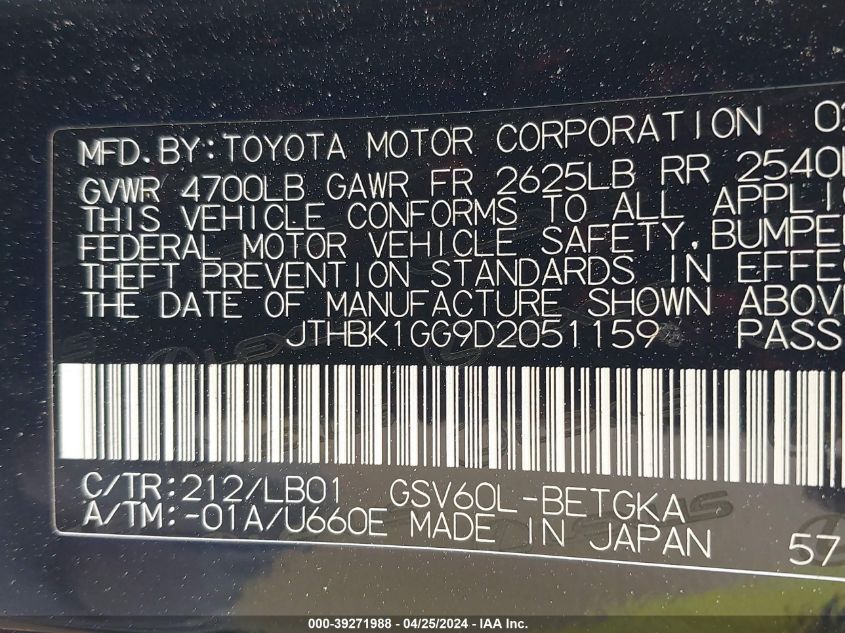 MFD. BY: TOYOTA MOTOR CORPORATION
GVWR 4700LB GAWR FR 2625LB RR 2540
THIS VEHICLE CONFORMS TO ALL APPLI
FEDERAL MOTOR VEHICLE SAFETY, BUMPE
THEFT PREVENTION STANDARDS IN EFFE
THE DATE OF MANUFACTURE SHOWN ABOV
JTHBK1GG9D2051159 PASS
C/TR:212/LB01 GSV60L-BETGKA
A/TM:-01A/U660E MADE IN JAPAN 57
000-39271988 - 04/25/2024 - IAA Inc.